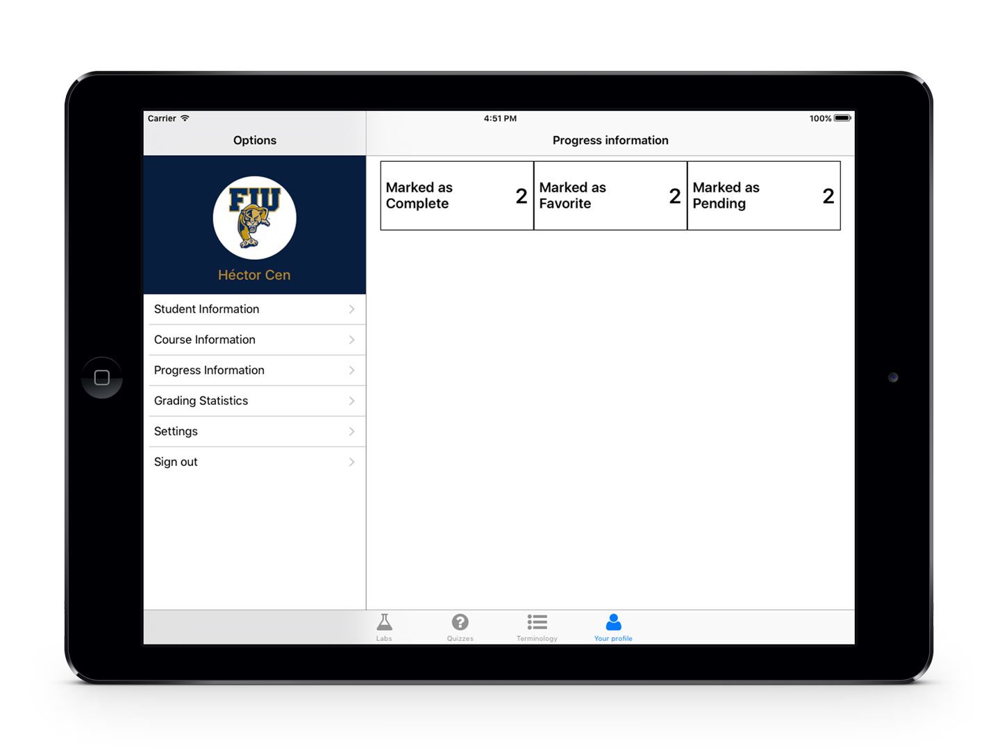 Carrier
4:51 PM
100%
Options
Progress information
FIU
Héctor Cen
Student Information
Course Information
Progress Information
Grading Statistics
Settings
Sign out
Marked as
Complete
2
Marked as
Favorite
2
Marked as
Pending
2
Labs
Quizzes
Terminology
Your profile